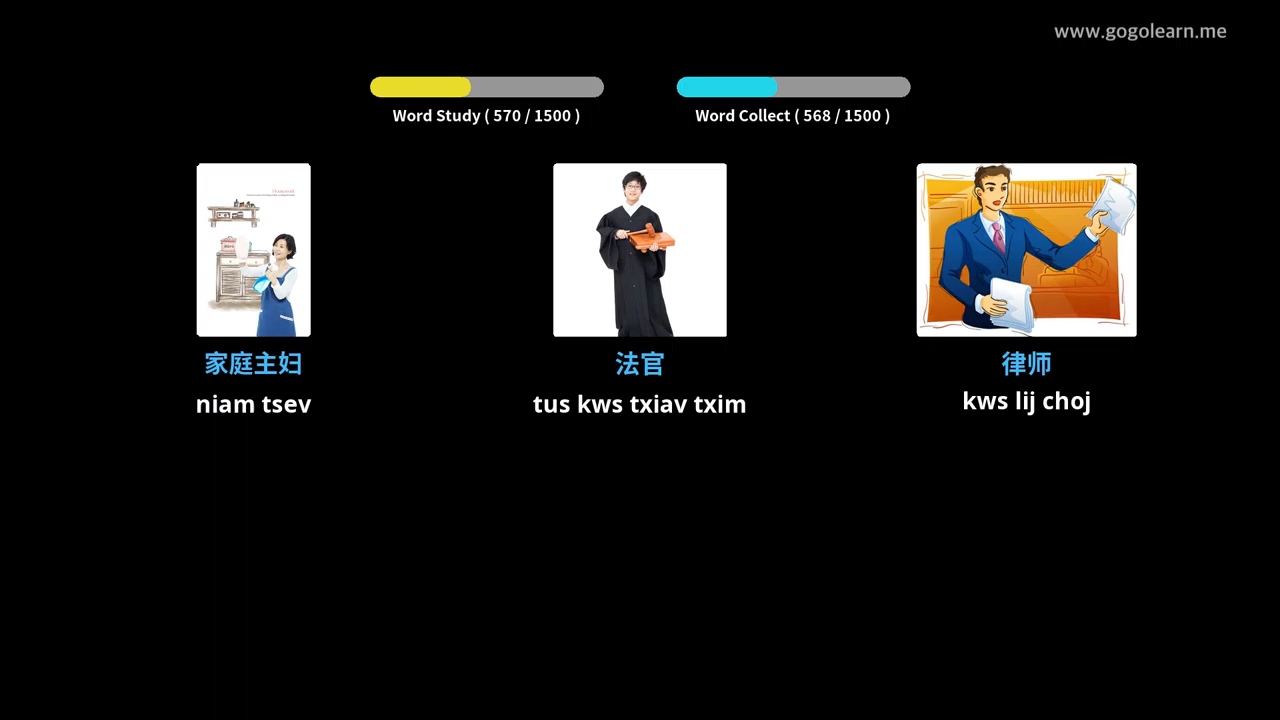 www.gogolearn.me
Word Study ( 570 / 1500 )
Word Collect ( 568 / 1500 )
家庭主妇
法官
律师
niam tsev
tus kws txiav txim
kws lij choj